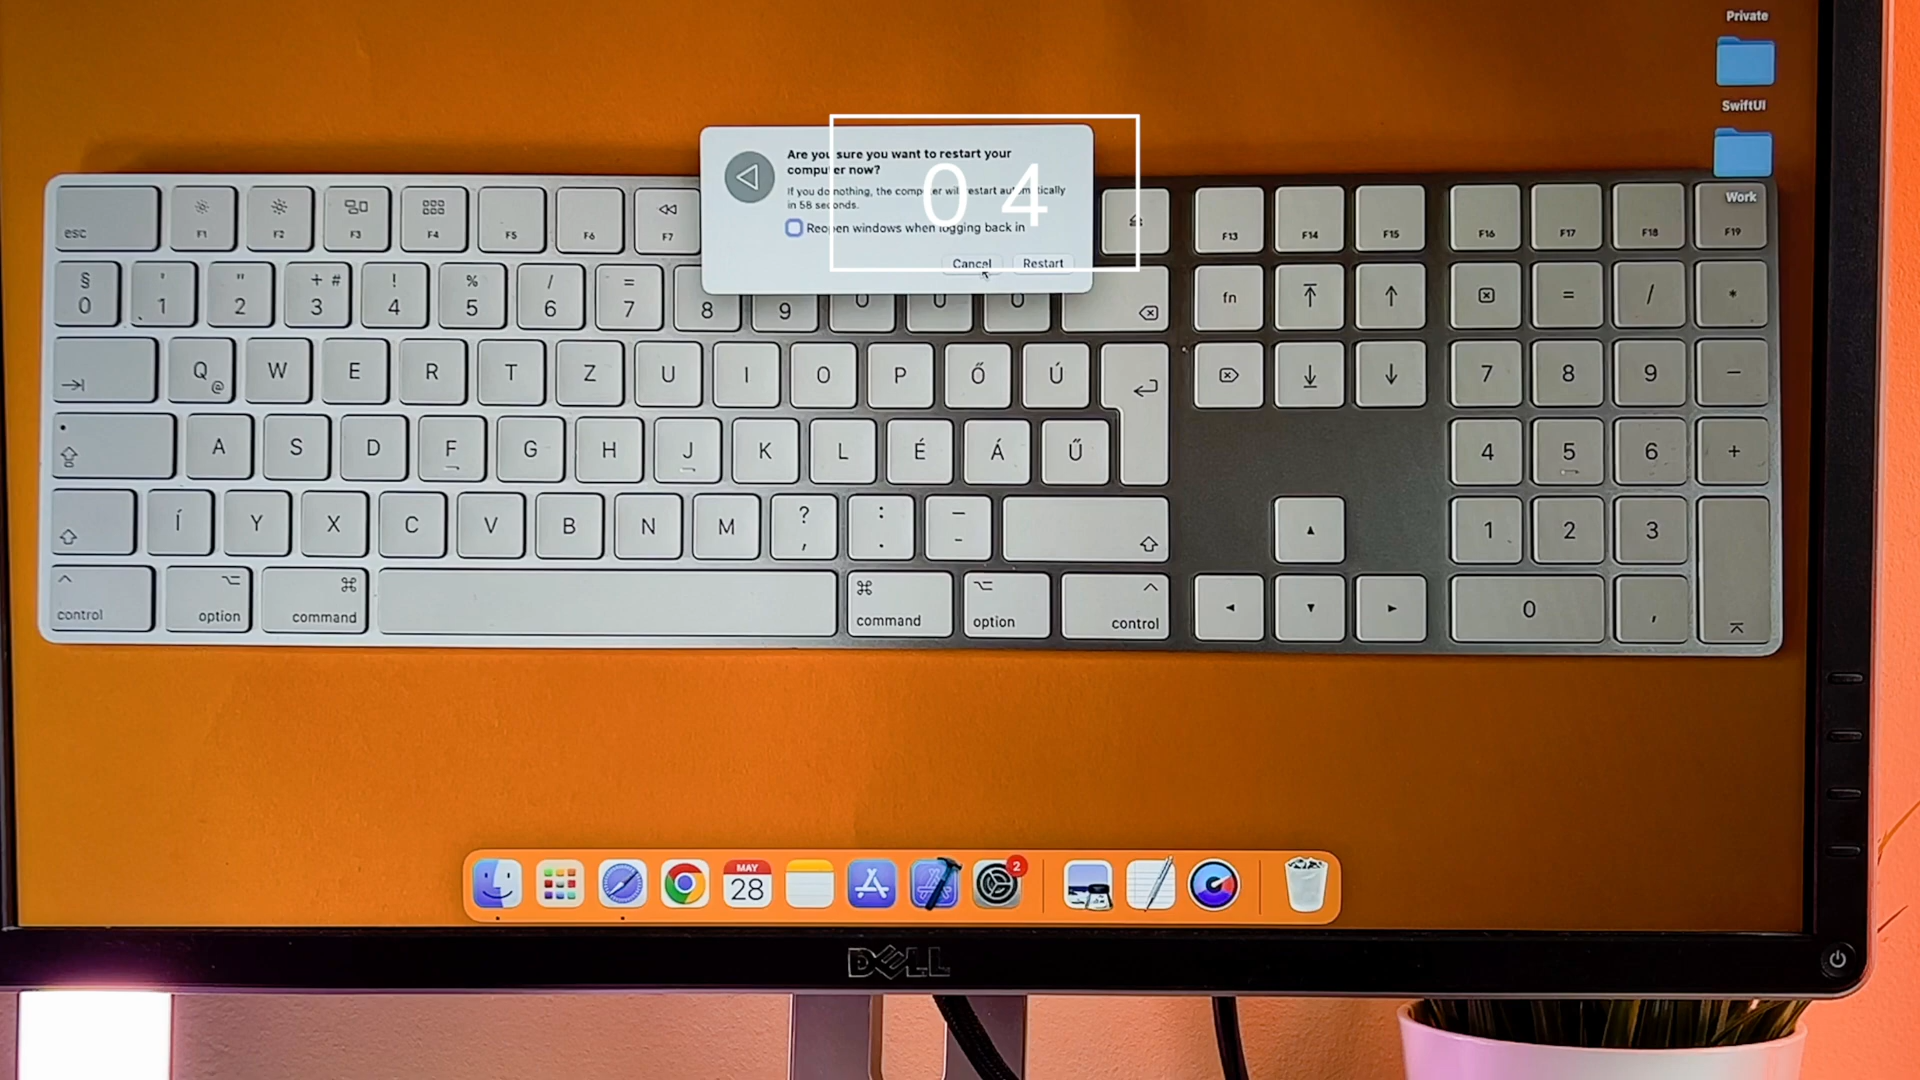 Private
SwiftUI
Work
Are you sure you want to restart your
computer now?
If you do nothing, the computer will restart automatically
in 58 seconds.
Reopen windows when logging back in
Cancel
Restart
04
esc
F1
F2
F3
F4
F5
F6
F7
F13
F14
F15
F16
F17
F18
F19
§ ' " + # ! % / =
0 1 2 3 4 5 6 7 8 9
fn
= / *
Q @ W E R T Z U I O P Ő Ú
7 8 9 −
A S D F G H J K L É Á Ű
4 5 6 +
Í Y X C V B N M ? , : . _ -
1 2 3
control
option
⌘
command
⌘
command
option
control
0 ,
MAY
28
2
DELL